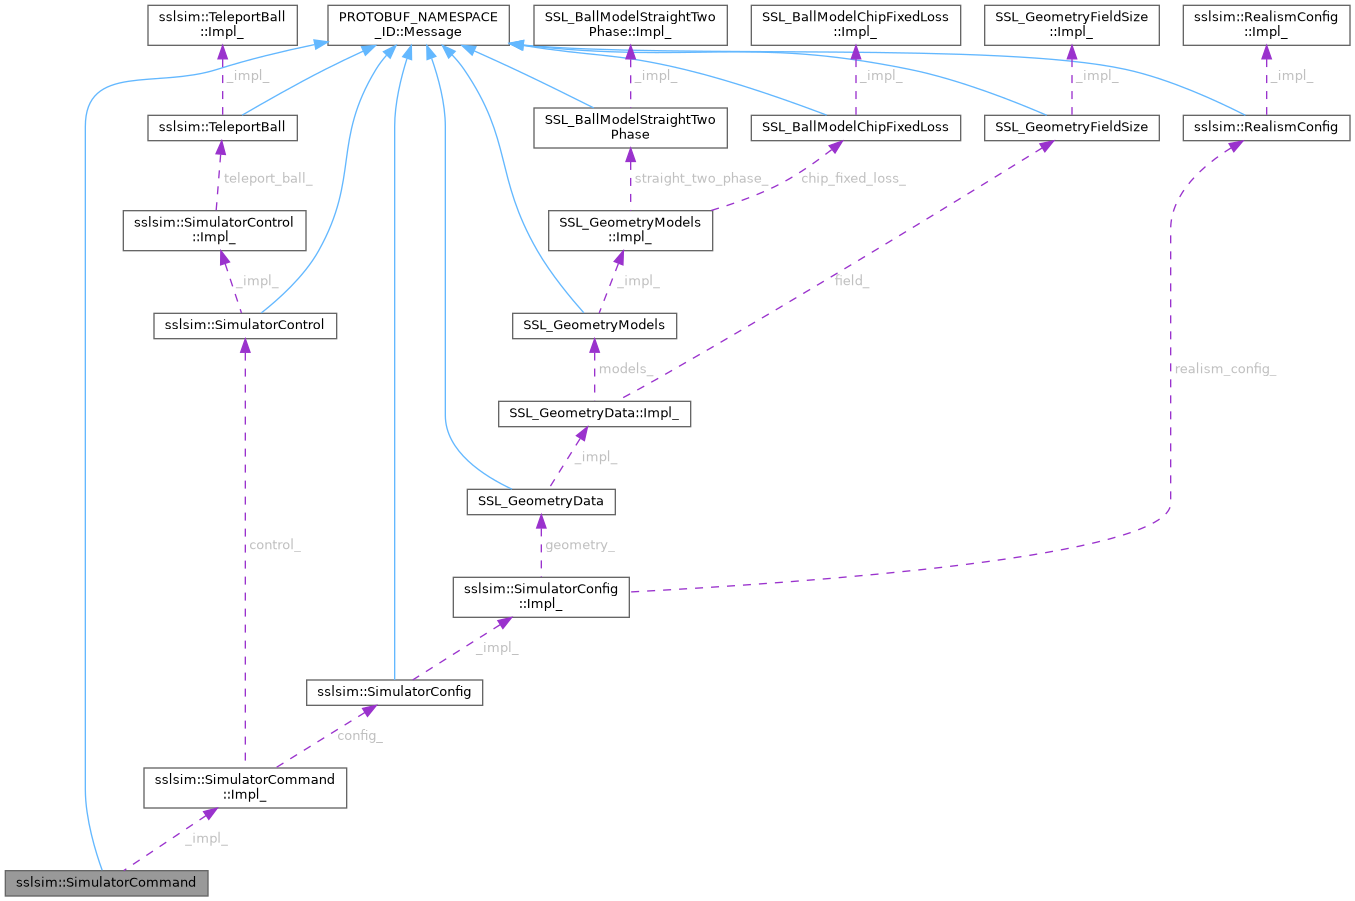 sslsim::TeleportBall
::Impl_
PROTOBUF_NAMESPACE
_ID::Message
SSL_BallModelStraightTwo
Phase::Impl_
SSL_BallModelChipFixedLoss
::Impl_
SSL_GeometryFieldSize
::Impl_
sslsim::RealismConfig
::Impl_
_impl_
_impl_
_impl_
_impl_
_impl_
sslsim::TeleportBall
SSL_BallModelStraightTwo
Phase
SSL_BallModelChipFixedLoss
SSL_GeometryFieldSize
sslsim::RealismConfig
teleport_ball_
straight_two_phase_
chip_fixed_loss_
sslsim::SimulatorControl
::Impl_
SSL_GeometryModels
::Impl_
_impl_
_impl_
field_
sslsim::SimulatorControl
SSL_GeometryModels
models_
realism_config_
SSL_GeometryData::Impl_
_impl_
SSL_GeometryData
control_
geometry_
sslsim::SimulatorConfig
::Impl_
_impl_
sslsim::SimulatorConfig
config_
sslsim::SimulatorCommand
::Impl_
_impl_
sslsim::SimulatorCommand